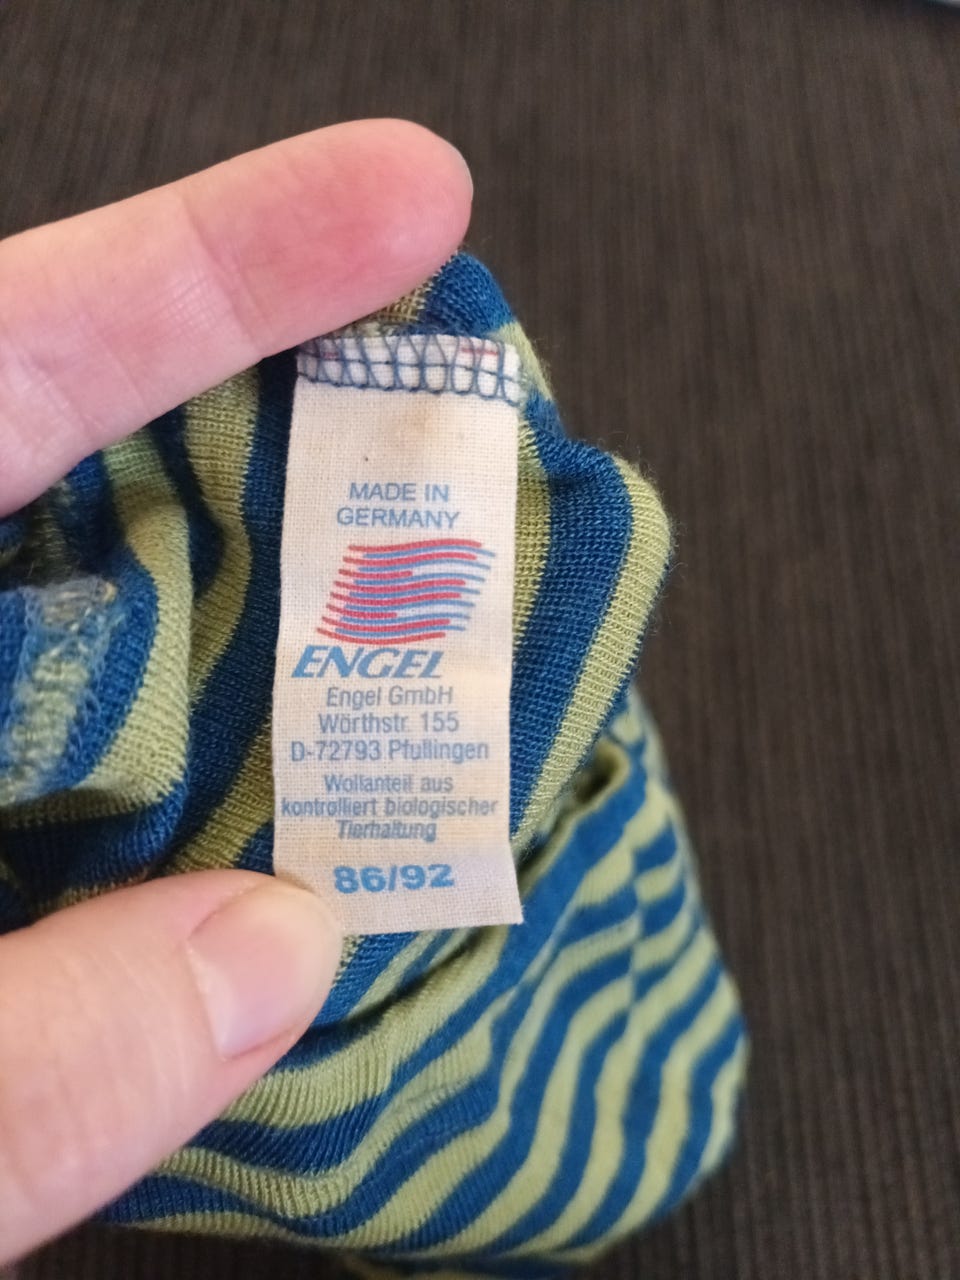 MADE IN
GERMANY
ENGEL
Engel GmbH
Wörthstr. 155
D-72793 Pfullingen
Wollanteil aus
kontrolliert biologischer
Tierhaltung
86/92